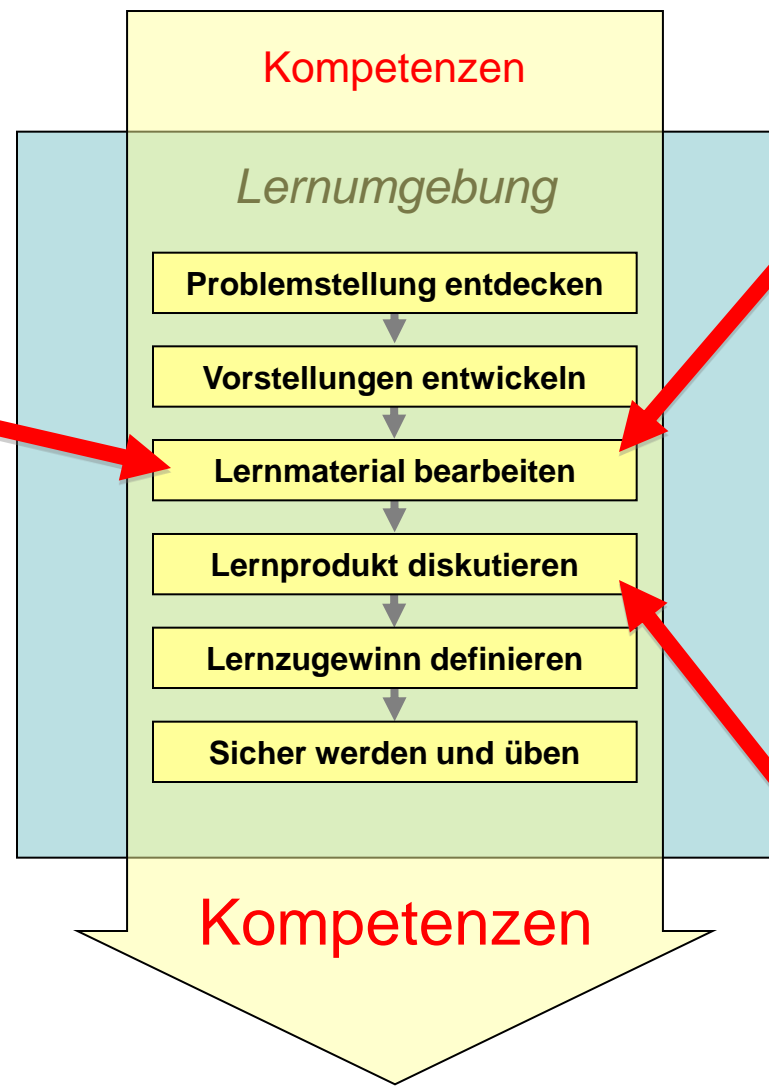 Kompetenzen
Lernumgebung
Problemstellung entdecken
Vorstellungen entwickeln
Lernmaterial bearbeiten
Lernprodukt diskutieren
Lernzugewinn definieren
Sicher werden und üben
Kompetenzen